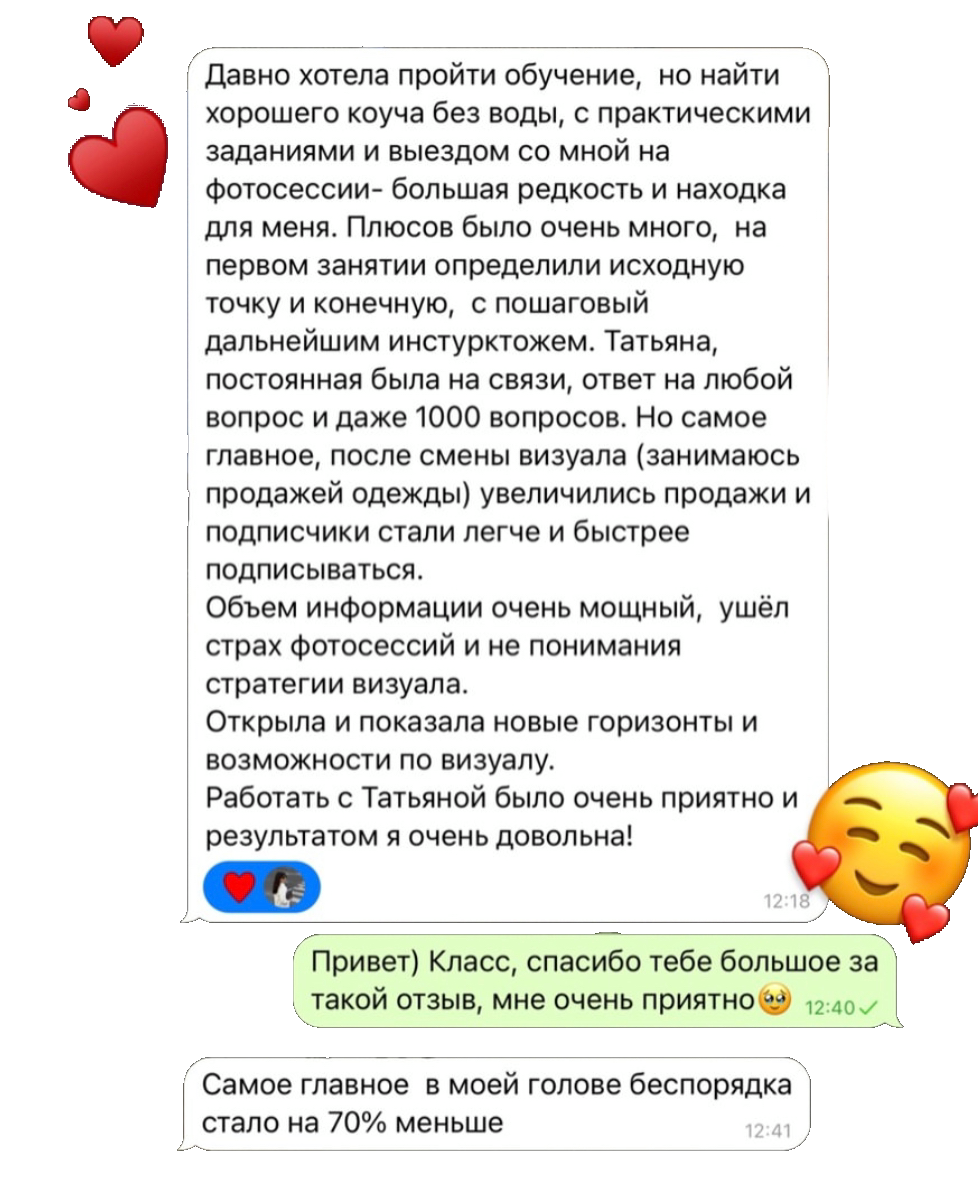 Давно хотела пройти обучение,  но найти
хорошего коуча без воды, с практическими
заданиями и выездом со мной на
фотосессии- большая редкость и находка
для меня. Плюсов было очень много,  на
первом занятии определили исходную
точку и конечную,  с пошаговый
дальнейшим инстурктожем. Татьяна,
постоянная была на связи, ответ на любой
вопрос и даже 1000 вопросов. Но самое
главное, после смены визуала (занимаюсь
продажей одежды) увеличились продажи и
подписчики стали легче и быстрее
подписываться.
Объем информации очень мощный,  ушёл
страх фотосессий и не понимания
стратегии визуала.
Открыла и показала новые горизонты и
возможности по визуалу.
Работать с Татьяной было очень приятно и
результатом я очень довольна!
12:18
Привет) Класс, спасибо тебе большое за
такой отзыв, мне очень приятно🥹 12:40
Самое главное  в моей голове беспорядка
стало на 70% меньше
12:41